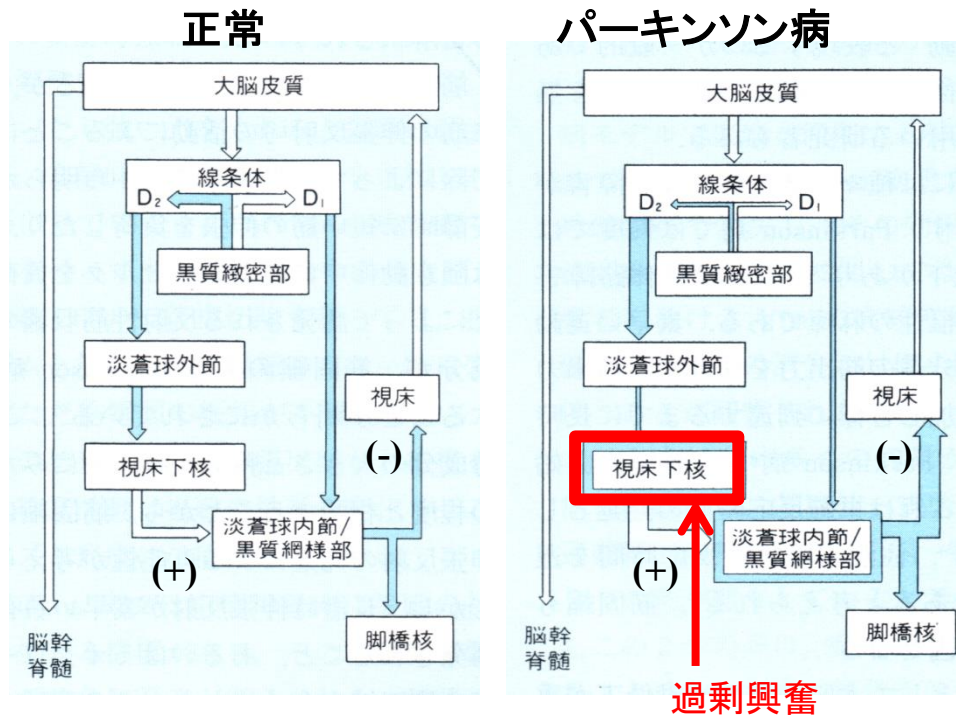 正常
大脳皮質
線条体
D2
D1
黒質緻密部
淡蒼球外節
視床
視床下核
(-)
淡蒼球内節/
黒質網様部
(+)
脳幹
脊髄
脚橋核
パーキンソン病
大脳皮質
線条体
D2
D1
黒質緻密部
淡蒼球外節
視床
視床下核
(-)
淡蒼球内節/
黒質網様部
(+)
脳幹
脊髄
脚橋核
過剰興奮